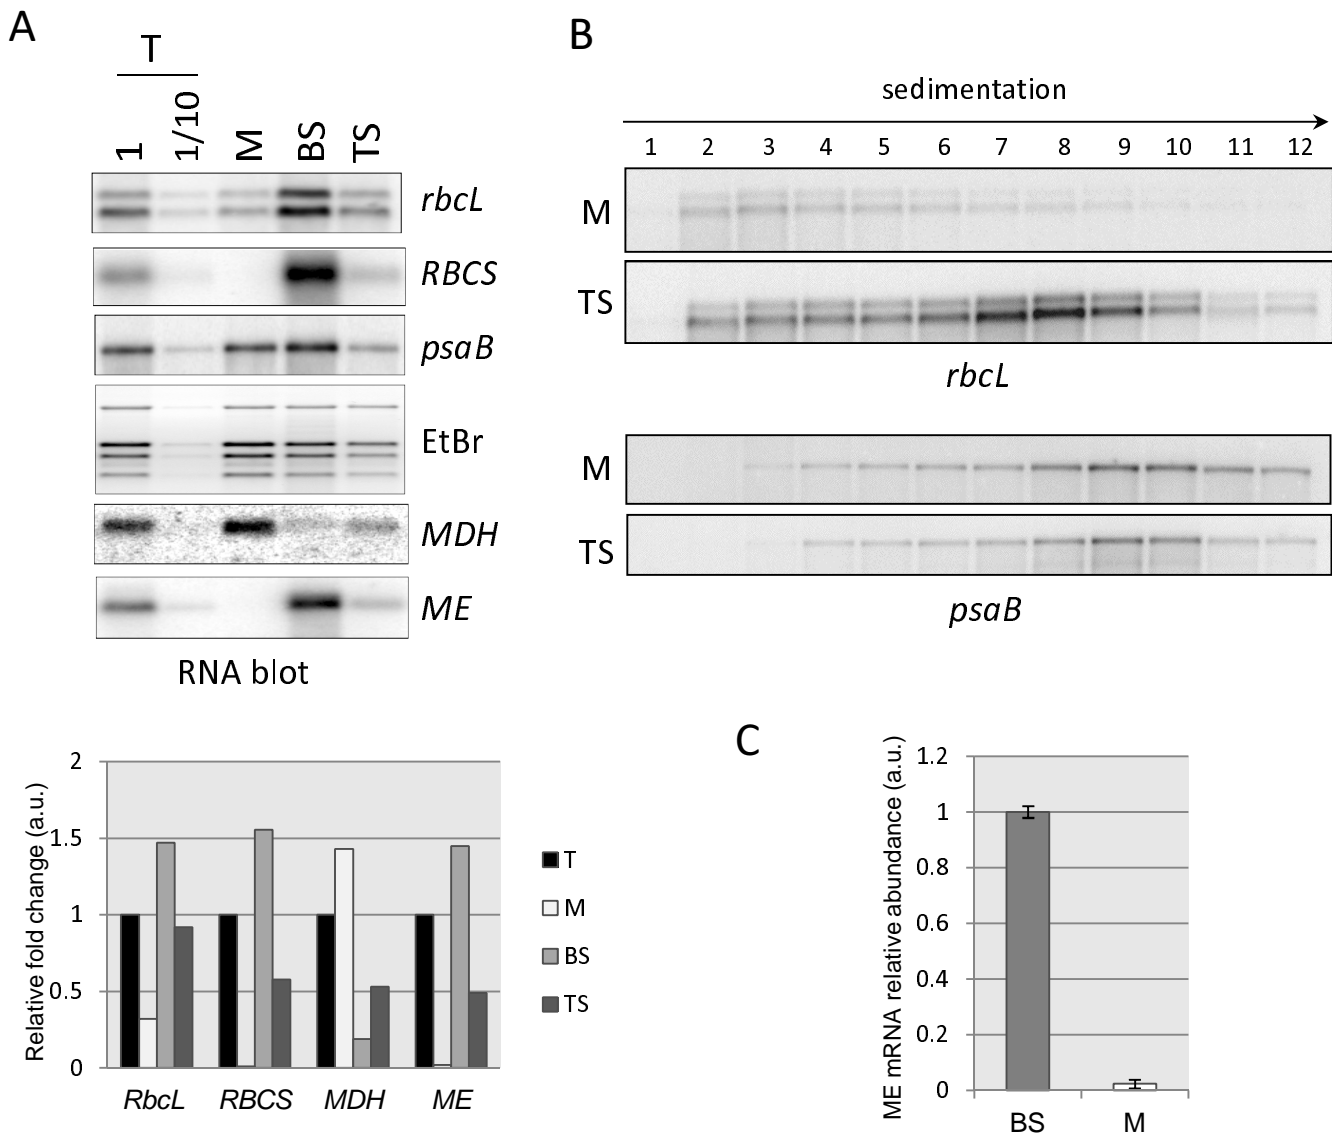 A
T
1 1/10 M BS TS
rbcL
RBCS
psaB
EtBr
MDH
ME
RNA blot
Relative fold change (a.u.)
2
1.5
1
0.5
0
RbcL RBCS MDH ME
T
M
BS
TS
B
sedimentation
1 2 3 4 5 6 7 8 9 10 11 12
M
TS
rbcL
M
TS
psaB
C
ME mRNA relative abundance (a.u.)
1.2
1
0.8
0.6
0.4
0.2
0
BS M